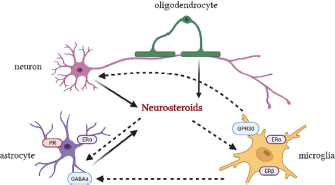 oligodendrocyte
neuron
Neurosteroids
GPR30
PR
ERα
ERα
astrocyte
microglia
ERβ
GABAa